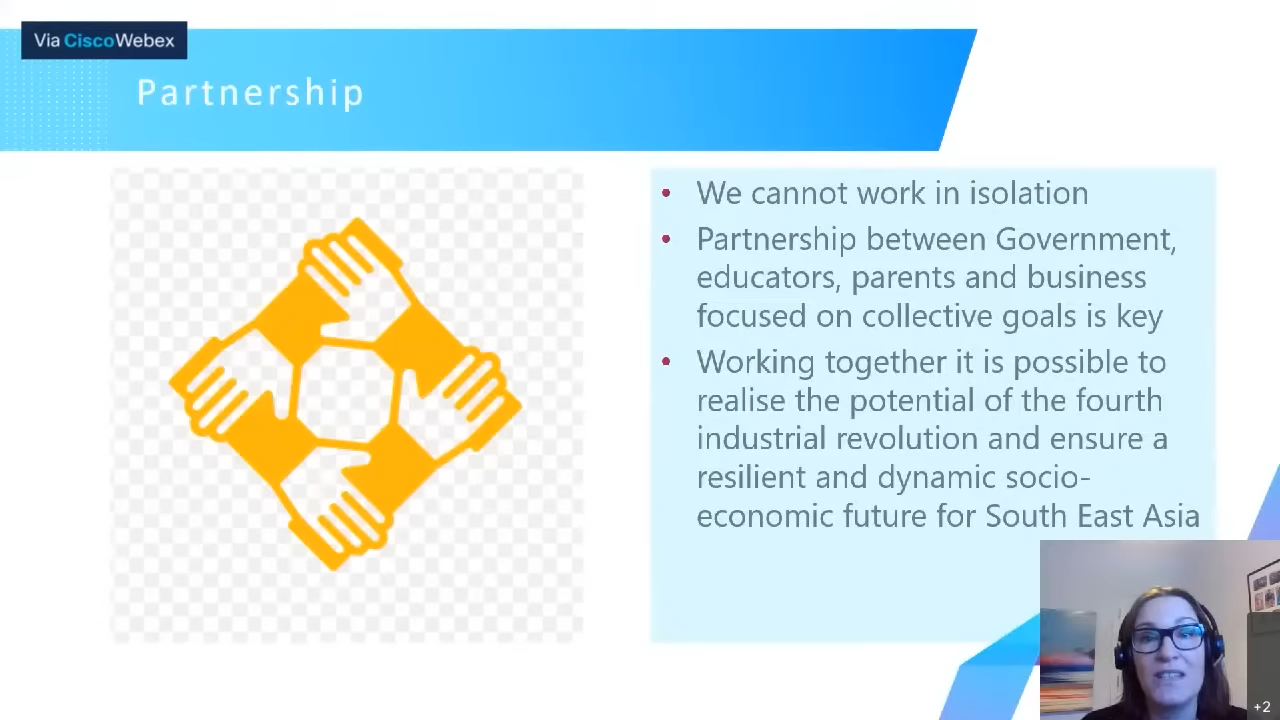 Via CiscoWebex
Partnership
• We cannot work in isolation
• Partnership between Government,
educators, parents and business
focused on collective goals is key
• Working together it is possible to
realise the potential of the fourth
industrial revolution and ensure a
resilient and dynamic socio-
economic future for South East Asia
+2